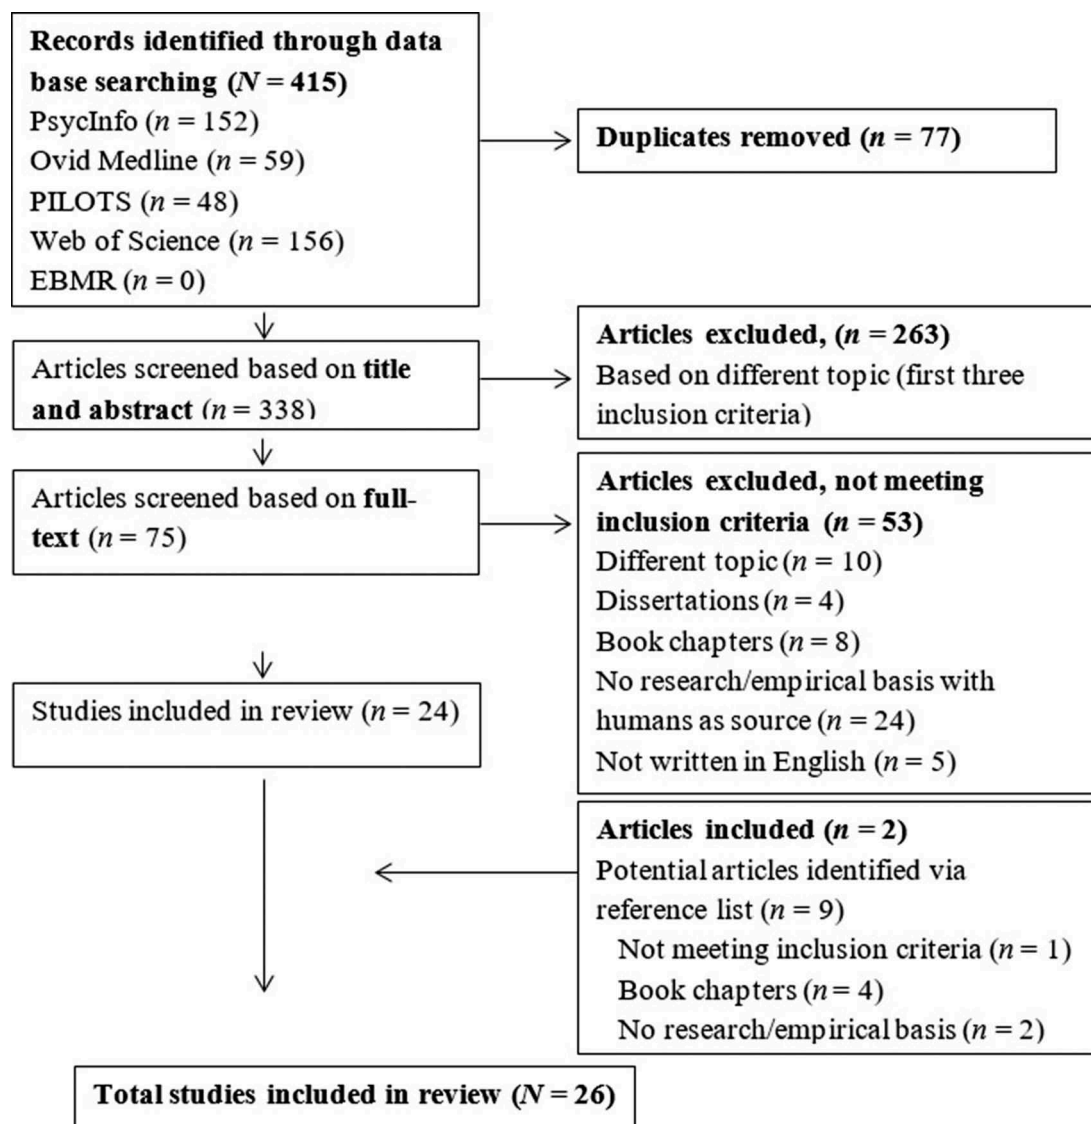 Records identified through data
base searching (N = 415)
PsycInfo (n = 152)
Ovid Medline (n = 59)
PILOTS (n = 48)
Web of Science (n = 156)
EBMR (n = 0)
Duplicates removed (n = 77)
Articles screened based on title
and abstract (n = 338)
Articles excluded, (n = 263)
Based on different topic (first three
inclusion criteria)
Articles screened based on full-
text (n = 75)
Articles excluded, not meeting
inclusion criteria (n = 53)
Different topic (n = 10)
Dissertations (n = 4)
Book chapters (n = 8)
No research/empirical basis with
humans as source (n = 24)
Not written in English (n = 5)
Studies included in review (n = 24)
Articles included (n = 2)
Potential articles identified via
reference list (n = 9)
Not meeting inclusion criteria (n = 1)
Book chapters (n = 4)
No research/empirical basis (n = 2)
Total studies included in review (N = 26)